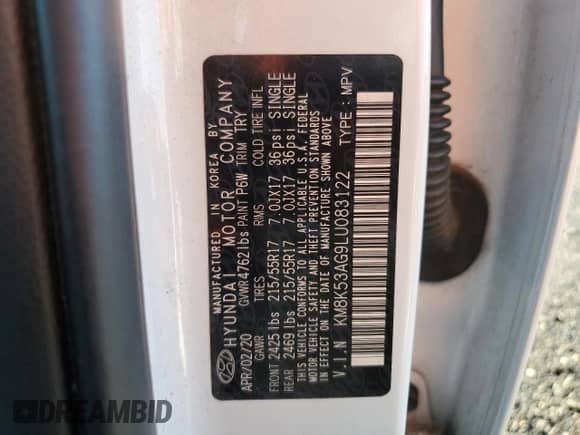 MANUFACTURED IN KOREA BY
HYUNDAI MOTOR COMPANY
APR/02/20 GVWR4762lbs PAINT P6W TRIM TRY
GAWR TIRES RIMS COLD TIRE INFL
FRONT 2425lbs 215/55R17 7.0JX17 36psi SINGLE
REAR 2469lbs 215/55R17 7.0JX17 36psi SINGLE
THIS VEHICLE CONFORMS TO ALL APPLICABLE U.S.A. FEDERAL
MOTOR VEHICLE SAFETY AND THEFT PREVENTION STANDARDS
IN EFFECT ON THE DATE OF MANUFACTURE SHOWN ABOVE
V.I.N KM8K53AG9LU083122 TYPE : MPV
DREAMBID